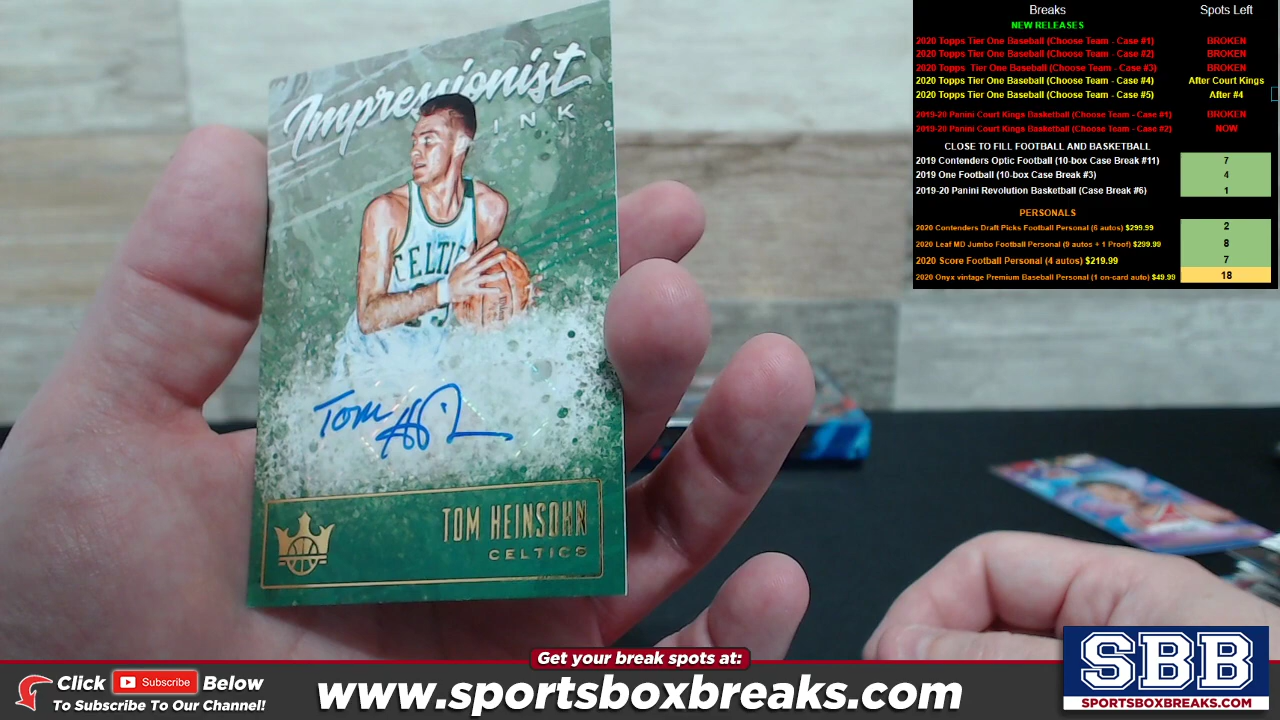 Impressionist
INK
CELTIC
Tom
TOM HEINSOHN
CELTICS
Breaks Spots Left
NEW RELEASES
2020 Topps Tier One Baseball (Choose Team - Case #1) BROKEN
2020 Topps Tier One Baseball (Choose Team - Case #2) BROKEN
2020 Topps Tier One Baseball (Choose Team - Case #3) BROKEN
2020 Topps Tier One Baseball (Choose Team - Case #4) After Court Kings
2020 Topps Tier One Baseball (Choose Team - Case #5) After #4
2019-20 Panini Court Kings Basketball (Choose Team - Case #1) BROKEN
2019-20 Panini Court Kings Basketball (Choose Team - Case #2) NOW
CLOSE TO FILL FOOTBALL AND BASKETBALL
2019 Contenders Optic Football (10-box Case Break #11) 7
2019 One Football (10-box Case Break #3) 4
2019-20 Panini Revolution Basketball (Case Break #6) 1
PERSONALS
2020 Contenders Draft Picks Football Personal (6 autos) $299.99 2
2020 Leaf MD Jumbo Football Personal (9 autos + 1 Proof) $299.99 8
2020 Score Football Personal (4 autos) $219.99 7
2020 Onyx vintage Premium Baseball Personal (1 on-card auto) $49.99 18
Get your break spots at:
Click Subscribe Below
To Subscribe To Our Channel!
www.sportsboxbreaks.com
SBB
SPORTSBOXBREAKS.COM